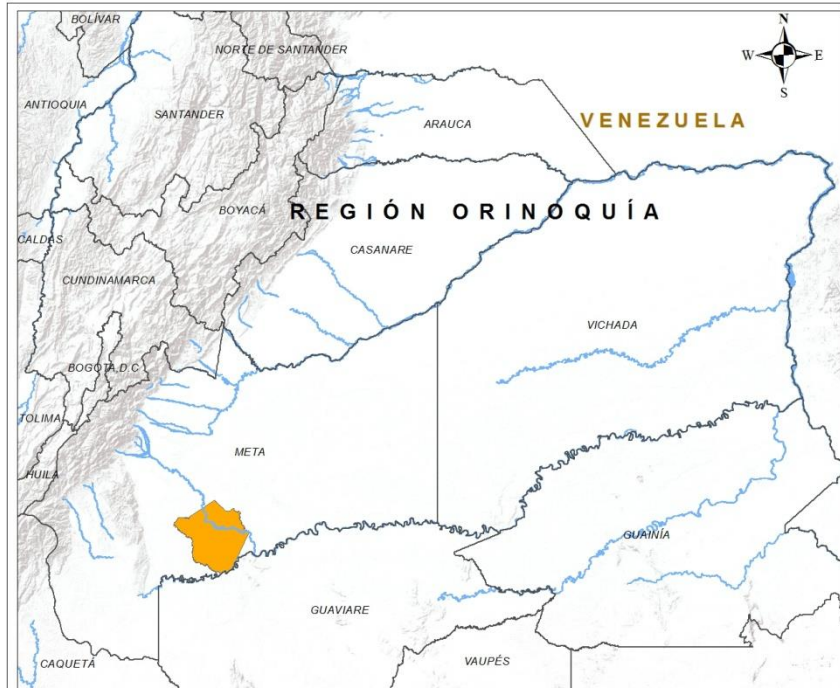 BOLÍVAR
N
W E
S
NORTE DE SANTANDER
ANTIOQUIA
SANTANDER
ARAUCA
VENEZUELA
BOYACÁ
REGIÓN ORINOQUÍA
CALDAS
CASANARE
CUNDINAMARCA
VICHADA
BOGOTÁ, D.C
TOLIMA
META
HUILA
GUAINÍA
GUAVIARE
CAQUETÁ
VAUPÉS